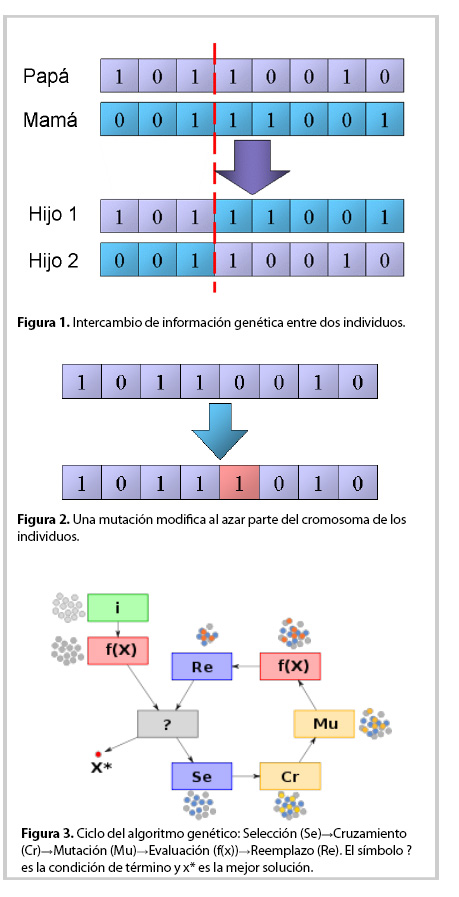 Papá 1 0 1 1 0 0 1 0
Mamá 0 0 1 1 1 0 0 1
Hijo 1 1 0 1 1 1 0 0 1
Hijo 2 0 0 1 1 0 0 1 0
Figura 1. Intercambio de información genética entre dos individuos.
1 0 1 1 0 0 1 0
1 0 1 1 1 0 1 0
Figura 2. Una mutación modifica al azar parte del cromosoma de los
individuos.
i
f(X)
Re
f(X)
?
Mu
X*
Se
Cr
Figura 3. Ciclo del algoritmo genético: Selección (Se)→Cruzamiento
(Cr)→Mutación (Mu)→Evaluación (f(x))→Reemplazo (Re). El símbolo ?
es la condición de término y x* es la mejor solución.